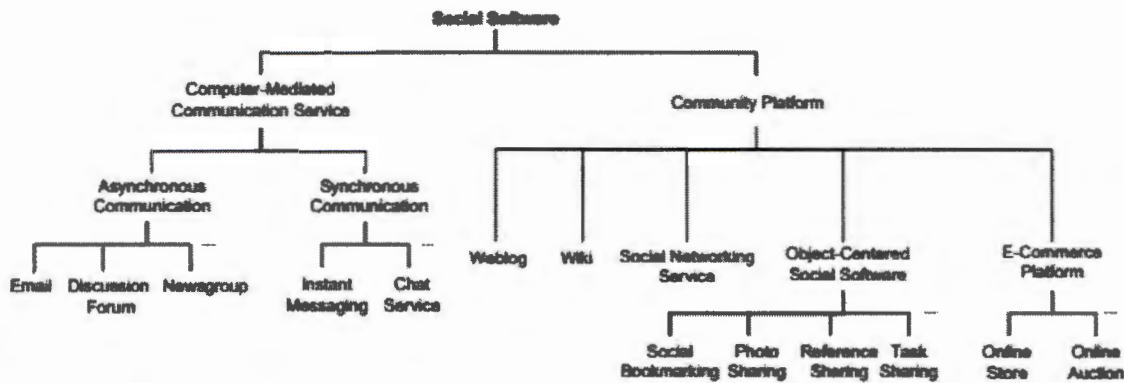 Social Software
Computer-Mediated
Communication Service
Community Platform
Asynchronous
Communication
Synchronous
Communication
Email
Discussion
Forum
Newsgroup
...
Instant
Messaging
Chat
Service
...
Weblog
Wiki
Social Networking
Service
Object-Centered
Social Software
E-Commerce
Platform
Social
Bookmarking
Photo
Sharing
Reference
Sharing
Task
Sharing
...
Online
Store
Online
Auction
...